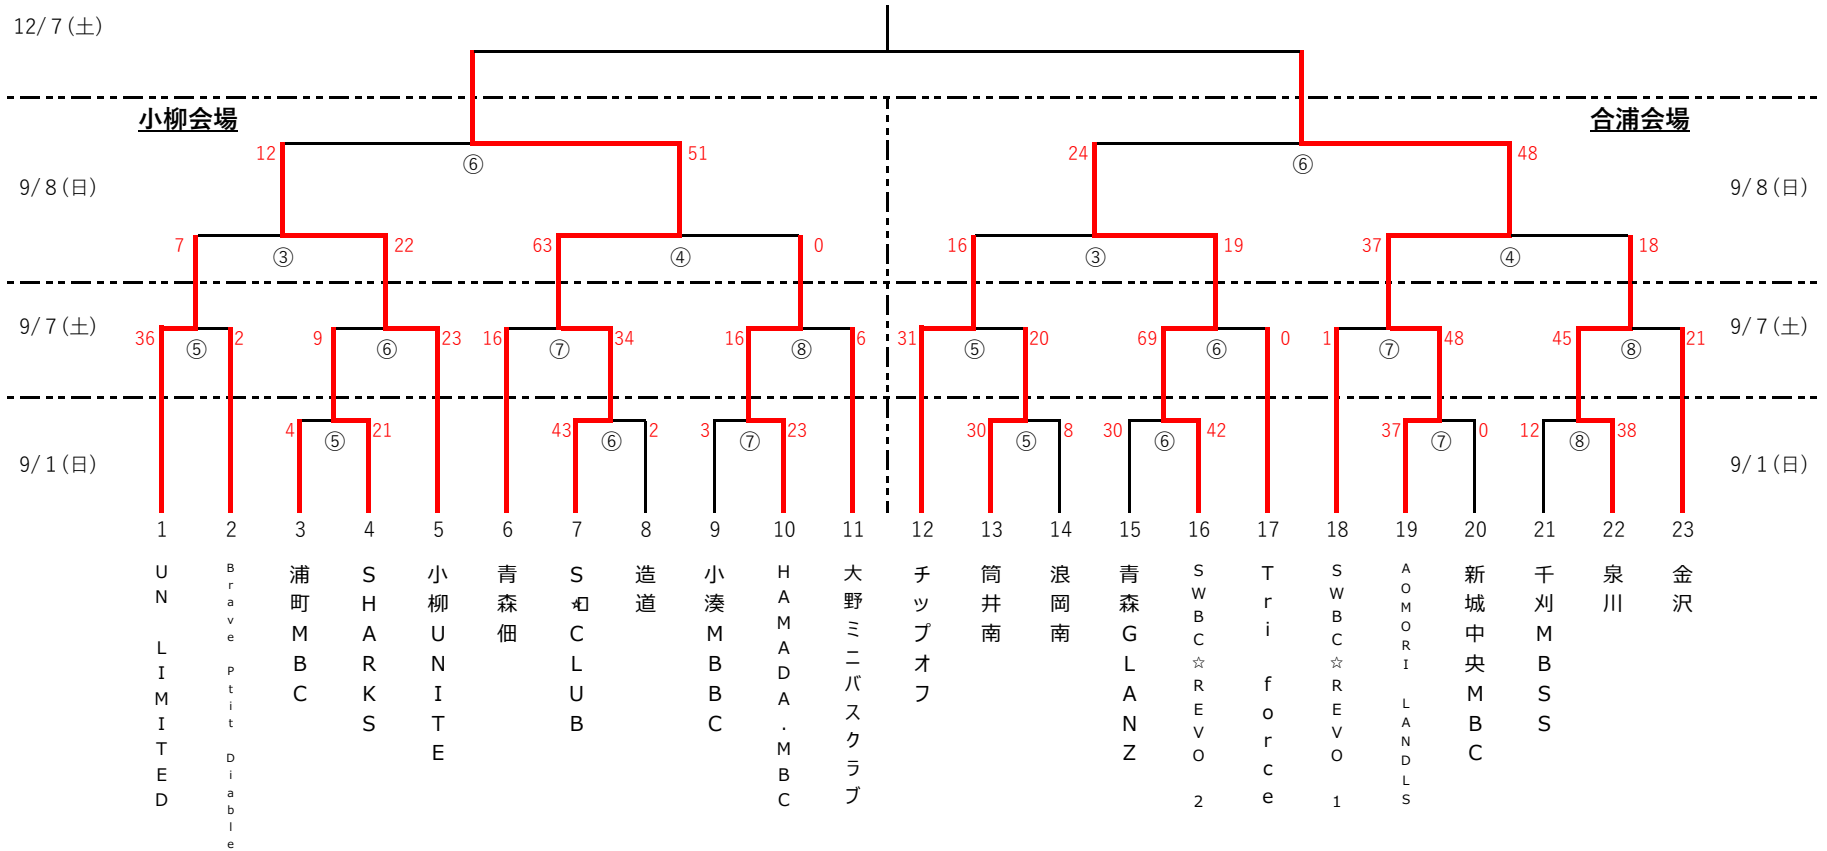 12/7(土)
小柳会場
合浦会場
12
51
24
48
⑥
⑥
9/8(日)
9/8(日)
7
22
63
0
16
19
37
18
③
④
③
④
9/7(土)
9/7(土)
36
2
9
23
16
34
16
6
31
20
69
0
1
48
45
21
⑤
⑥
⑦
⑧
⑤
⑥
⑦
⑧
4
21
43
2
3
23
30
8
30
42
37
0
12
38
⑤
⑥
⑦
⑤
⑥
⑦
⑧
9/1(日)
9/1(日)
1
2
3
4
5
6
7
8
9
10
11
12
13
14
15
16
17
18
19
20
21
22
23
UN LIMITED
Brave Ptit Diable
浦町MBC
SHARKS
小柳UNITE
青森佃
S☆CLUB
造道
小湊MBBC
HAMADA.MBC
大野ミニバスクラブ
チップオフ
筒井南
浪岡南
青森GLANZ
SWBC☆REVO 2
Tri force
SWBC☆REVO 1
AOMORI LANDLS
新城中央MBC
千刈MBSS
泉川
金沢